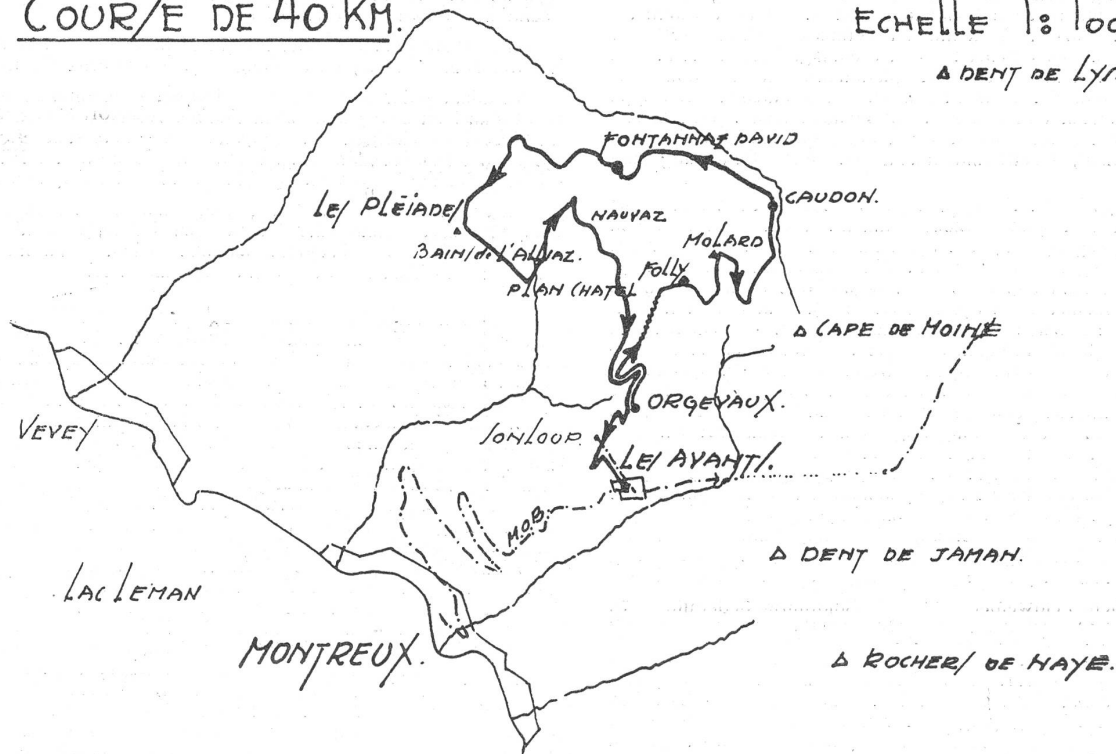 COURSE DE 40 KM.
ECHELLE 1:
△ DENT DE
FONTANNAZ DAVID
CAUDON.
LES PLÉIADES
NAUVAZ
MOLARD
BAINS de L'ALLIAZ.
FOLLY
PLAN CHATEL
△ CAPE DE MOINE
ORGEVAUX.
VEVEY
SONLOUP.
LES AVANTS.
M.O.B
△ DENT DE JAMAN.
LAC LEMAN
MONTREUX.
△ ROCHERS DE NAYE.